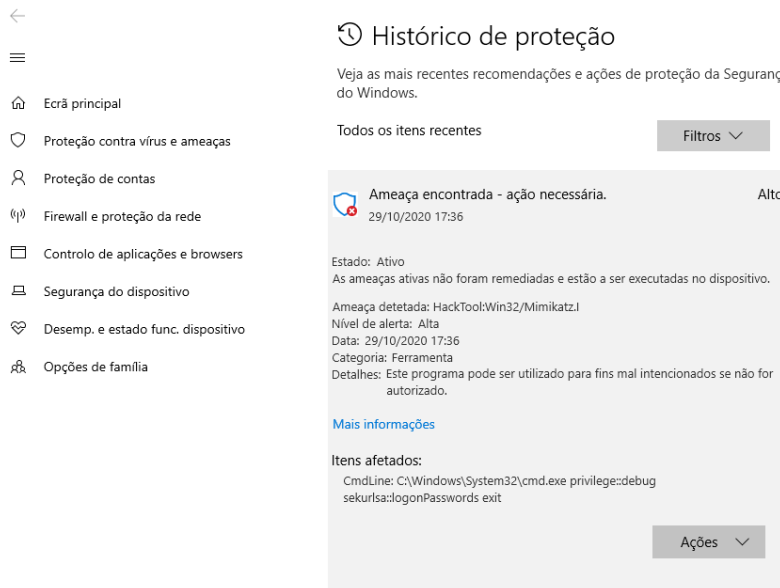 Histórico de proteção
Veja as mais recentes recomendações e ações de proteção da Seguranç
do Windows.
Ecrã principal
Proteção contra vírus e ameaças
Proteção de contas
Firewall e proteção da rede
Controlo de aplicações e browsers
Segurança do dispositivo
Desemp. e estado func. dispositivo
Opções de família
Todos os itens recentes
Filtros
Ameaça encontrada - ação necessária.
Alto
29/10/2020 17:36
Estado: Ativo
As ameaças ativas não foram remediadas e estão a ser executadas no dispositivo.
Ameaça detetada: HackTool:Win32/Mimikatz.I
Nível de alerta: Alta
Data: 29/10/2020 17:36
Categoria: Ferramenta
Detalhes: Este programa pode ser utilizado para fins mal intencionados se não for
autorizado.
Mais informações
Itens afetados:
CmdLine: C:\Windows\System32\cmd.exe privilege::debug
sekurlsa::logonPasswords exit
Ações